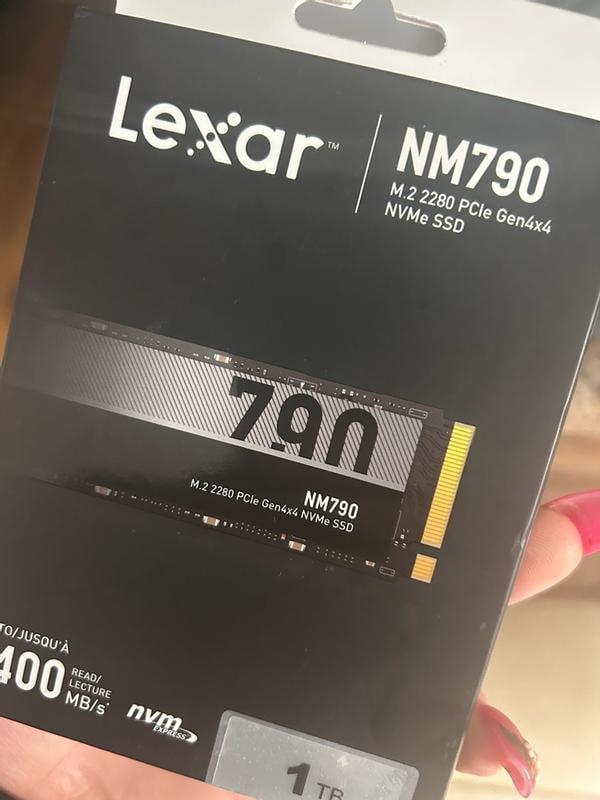 Lexar™
NM790
M.2 2280 PCIe Gen4x4
NVMe SSD
790
NM790
M.2 2280 PCIe Gen4x4 NVMe SSD
TO/JUSQU'À
400
READ/
LECTURE
MB/s*
nvm
EXPRESS
1 TB